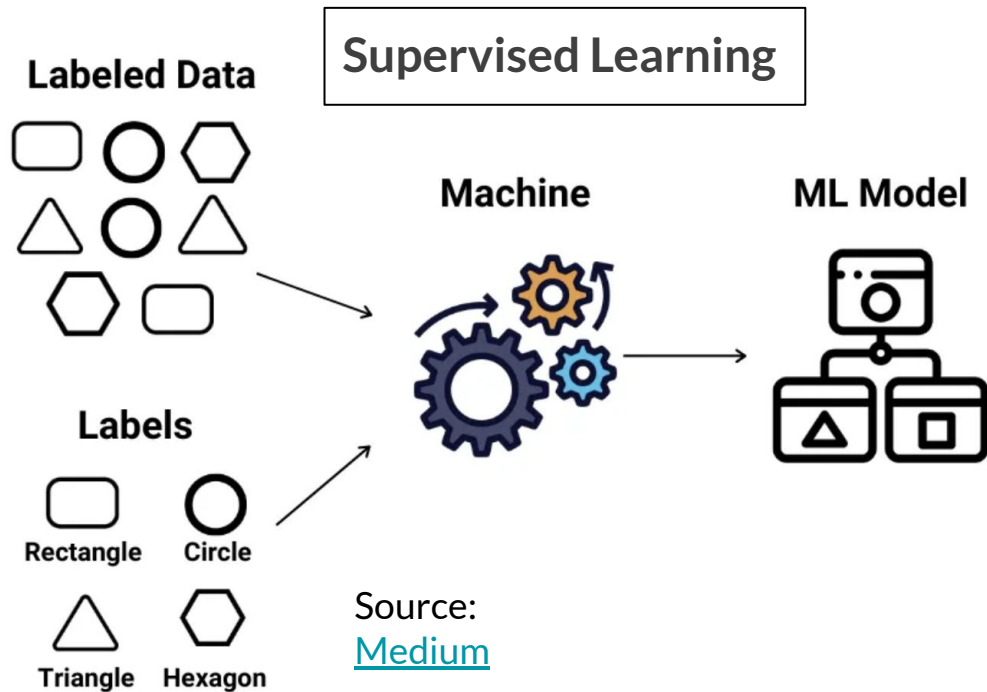 Supervised Learning
Labeled Data
Machine
ML Model
Labels
Rectangle
Circle
Triangle
Hexagon
Source:
Medium